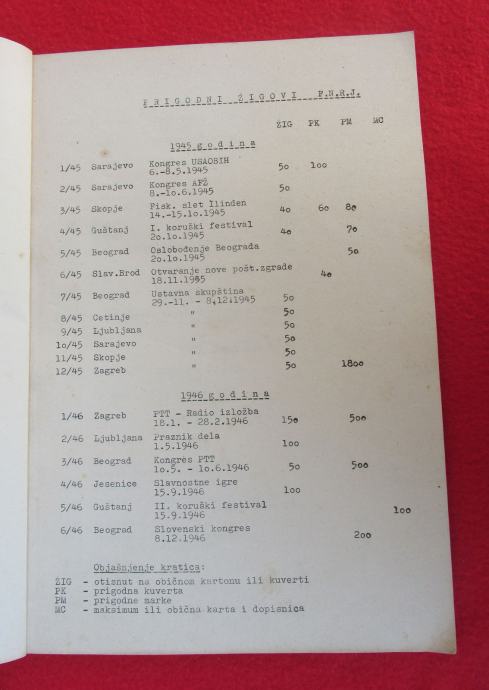 PRIGODNI ŽIGOVI F.N.R.J.
ŽIG PK PM MC
1945 godina
1/45 Sarajevo Kongres USAOBIH 50 100
6.-8.5.1945
2/45 Sarajevo Kongres AFŽ 50
8.-10.6.1945
3/45 Skopje Fisk. slet Ilinden 40 60 80
14.-15.10.1945
4/45 Guštanj I. koruški festival 40 70
20.10.1945
5/45 Beograd Oslobođenje Beograda 50
20.10.1945
6/45 Slav.Brod Otvaranje nove pošt.zgrade 40
18.11.1945
7/45 Beograd Ustavna skupština 50
29.-11. - 8.12.1945
8/45 Cetinje " 50
9/45 Ljubljana " 50
10/45 Sarajevo " 50
11/45 Skopje " 50
12/45 Zagreb " 50 1800
1946 godina
1/46 Zagreb PTT - Radio izložba 150 500
18.1. - 28.2.1946
2/46 Ljubljana Praznik dela 100
1.5.1946
3/46 Beograd Kongres PTT 50 500
10.5. - 10.6.1946
4/46 Jesenice Slavnostne igre 100
15.9.1946
5/46 Guštanj II. koruški festival 100
15.9.1946
6/46 Beograd Slovenski kongres 200
8.12.1946
Objašnjenje kratica:
ŽIG - otisnut na običnom kartonu ili kuverti
PK - prigodna kuverta
PM - prigodne marke
MC - maksimum ili obična karta i dopisnica